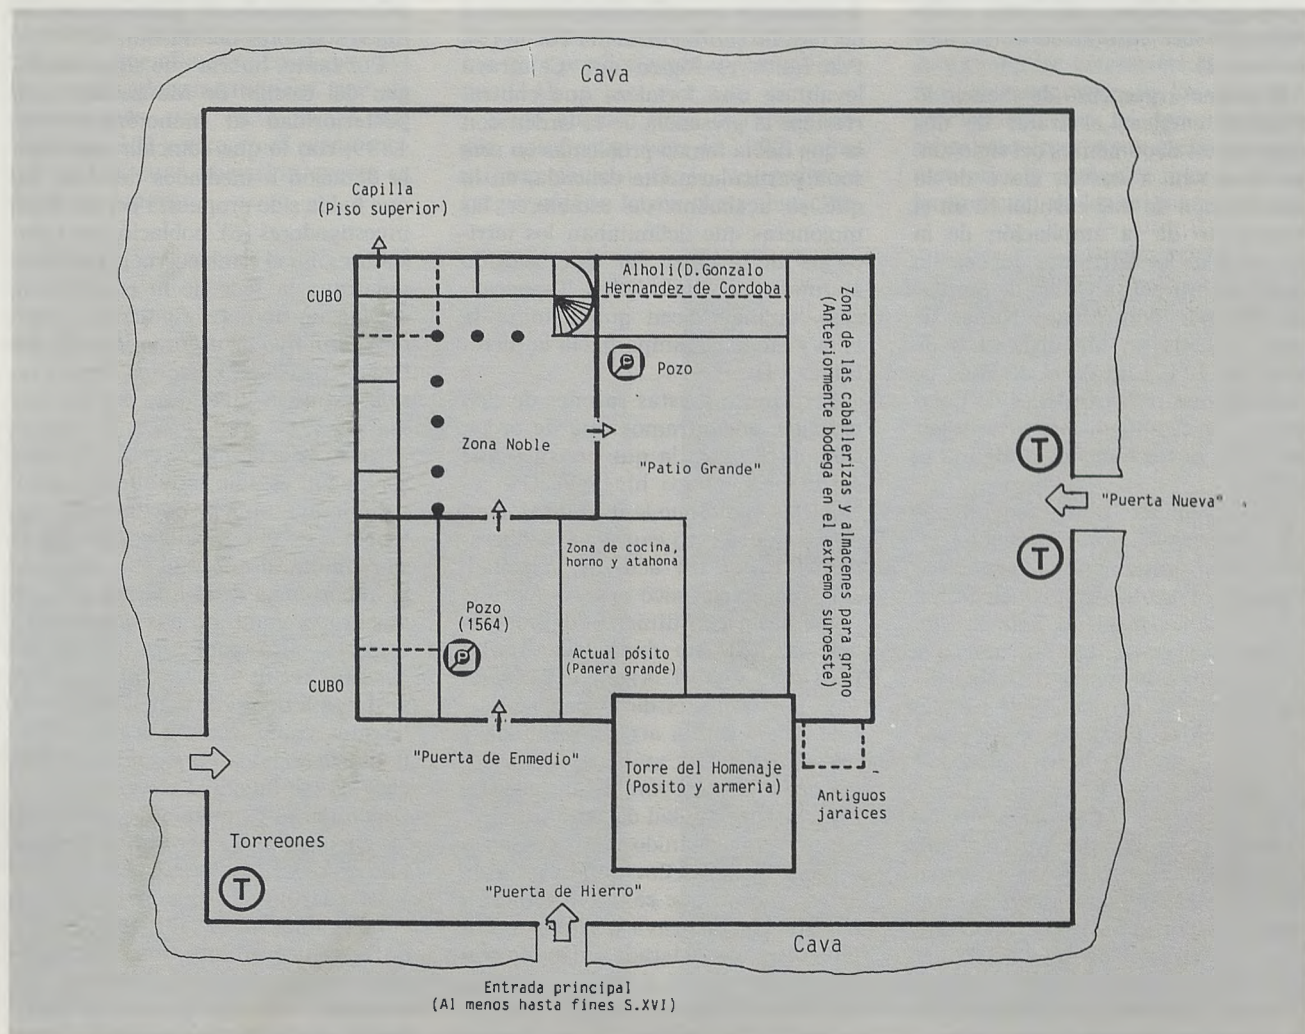 Cava
Capilla
(Piso superior)
CUBO
Alholi(D.Gonzalo
Hernandez de Cordoba
Pozo
Zona Noble
"Patio Grande"
Zona de las caballerizas y almacenes para grano
(Anteriormente bodega en el extremo suroeste)
T
"Puerta Nueva"
T
Zona de cocina,
horno y atahona
Pozo
(1564)
P
P
Actual pósito
(Panera grande)
CUBO
"Puerta de Enmedio"
Torre del Homenaje
(Posito y armeria)
Antiguos
jaraices
Torreones
T
"Puerta de Hierro"
Cava
Entrada principal
(Al menos hasta fines S.XVI)